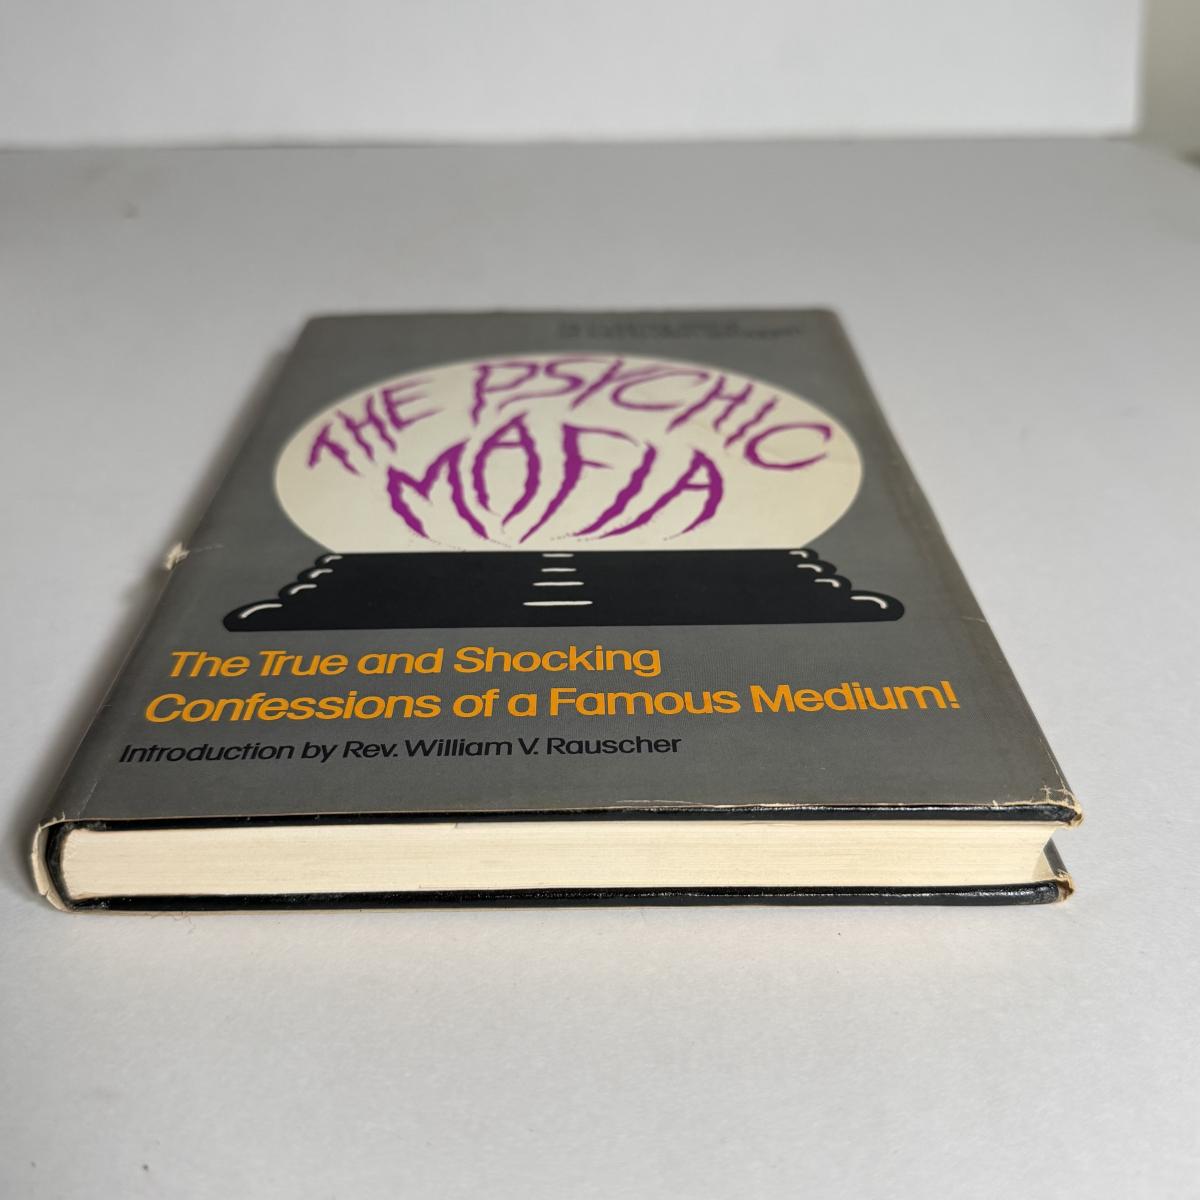 THE PSYCHIC
MAFIA
The True and Shocking
Confessions of a Famous Medium!
Introduction by Rev. William V. Rauscher